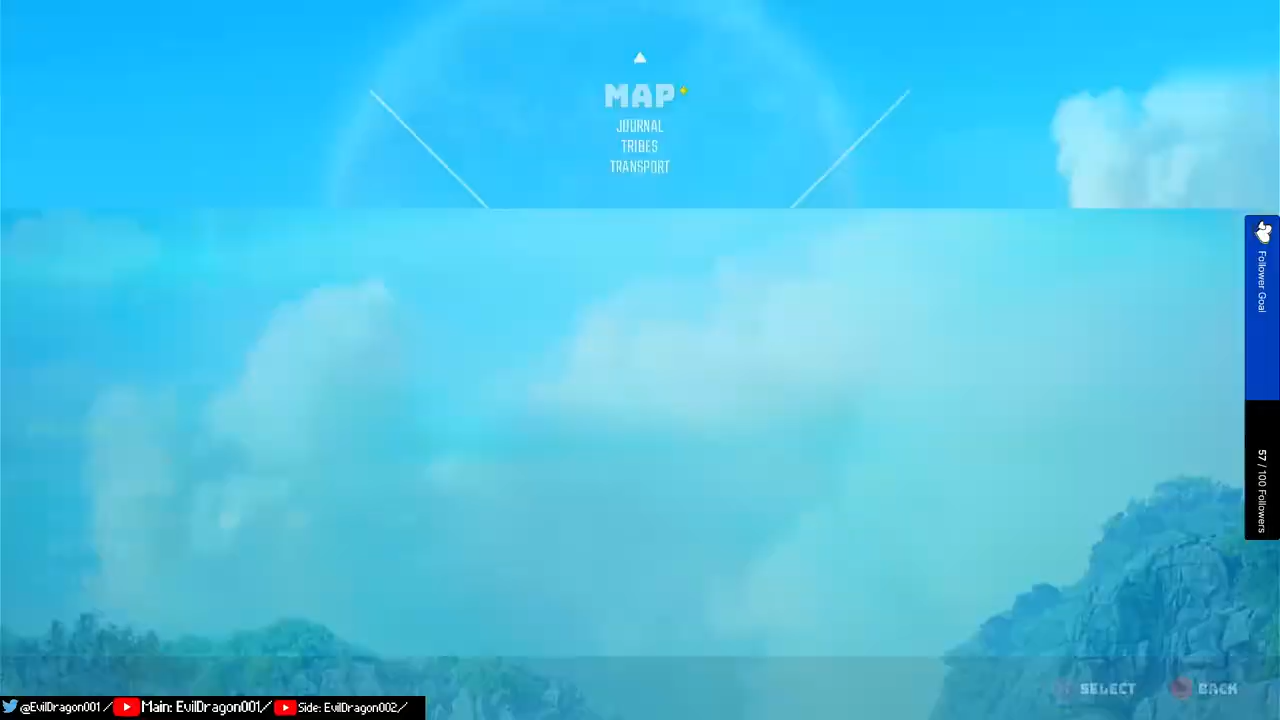 MAP
JOURNAL
TRIBES
TRANSPORT
Follower Goal
57 / 100 Followers
SELECT
BACK
@EvilDragon001 / Main: EvilDragon001 / Side: EvilDragon002 /